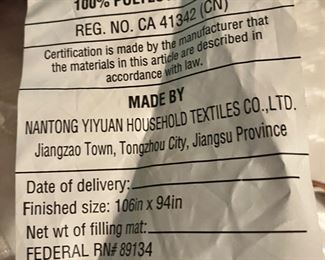 100% POLYES
REG. NO. CA 41342 (CN)
Certification is made by the manufacturer that
the materials in this article are described in
accordance with law.
MADE BY
NANTONG YIYUAN HOUSEHOLD TEXTILES CO.,LTD.
Jiangzao Town, Tongzhou City, Jiangsu Province
Date of delivery:
Finished size: 106in x 94in
Net wt of filling mat:
FEDERAL RN# 89134